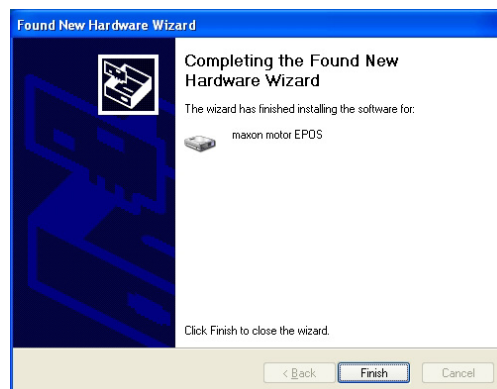 Found New Hardware Wizard
Completing the Found New
Hardware Wizard
The wizard has finished installing the software for:
maxon motor EPOS
Click Finish to close the wizard.
< Back
Finish
Cancel